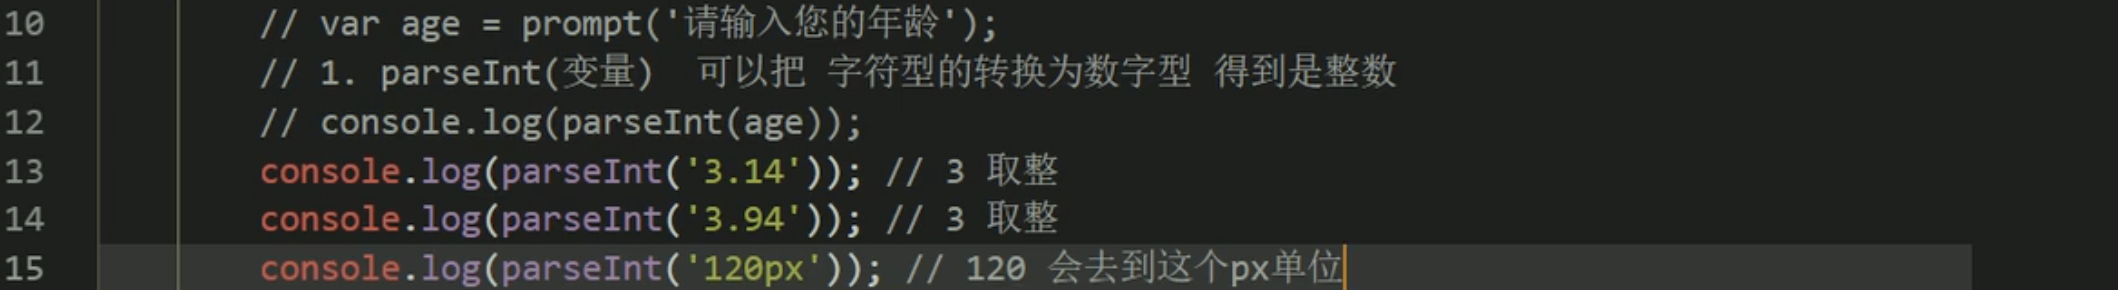 10 // var age = prompt('请输入您的年龄');
11 // 1. parseInt(变量) 可以把 字符型的转换为数字型 得到是整数
12 // console.log(parseInt(age));
13 console.log(parseInt('3.14')); // 3 取整
14 console.log(parseInt('3.94')); // 3 取整
15 console.log(parseInt('120px')); // 120 会去到这个px单位